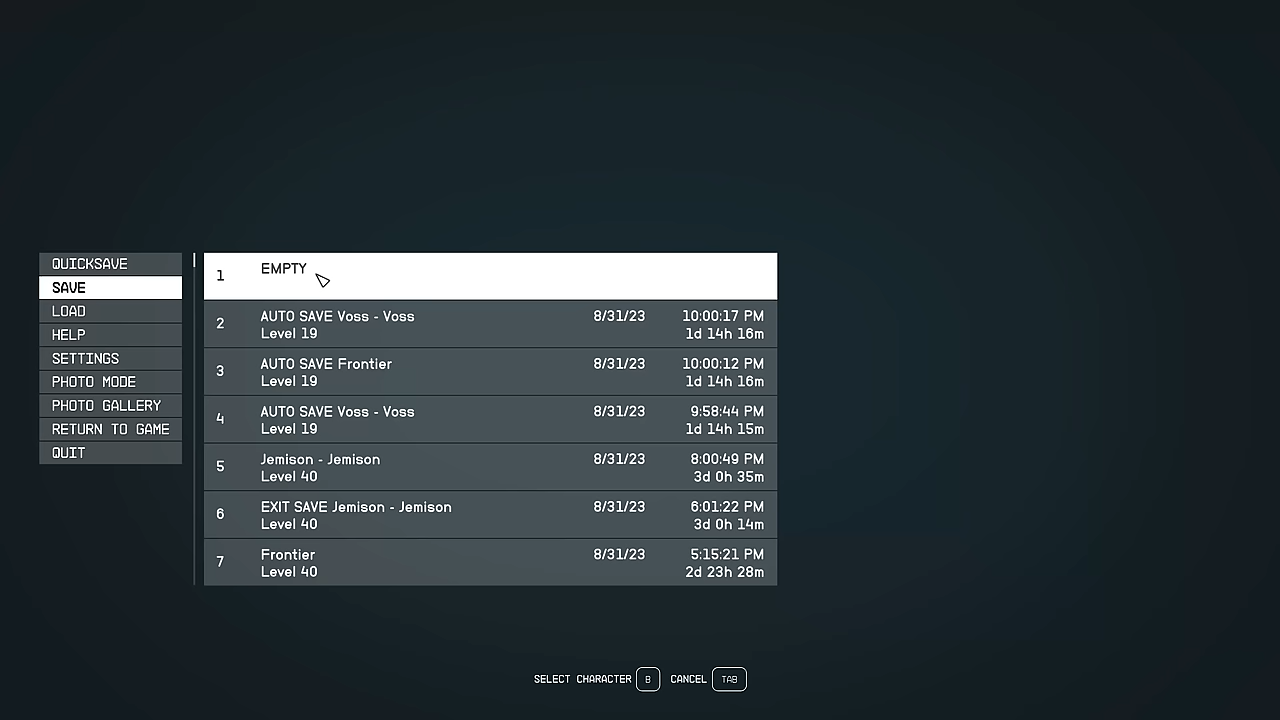 QUICKSAVE
SAVE
LOAD
HELP
SETTINGS
PHOTO MODE
PHOTO GALLERY
RETURN TO GAME
QUIT
1 EMPTY
2 AUTO SAVE Voss - Voss 8/31/23 10:00:17 PM
Level 19 1d 14h 16m
3 AUTO SAVE Frontier 8/31/23 10:00:12 PM
Level 19 1d 14h 16m
4 AUTO SAVE Voss - Voss 8/31/23 9:58:44 PM
Level 19 1d 14h 15m
5 Jemison - Jemison 8/31/23 8:00:49 PM
Level 40 3d 0h 35m
6 EXIT SAVE Jemison - Jemison 8/31/23 6:01:22 PM
Level 40 3d 0h 14m
7 Frontier 8/31/23 5:15:21 PM
Level 40 2d 23h 28m
SELECT CHARACTER B CANCEL TAB